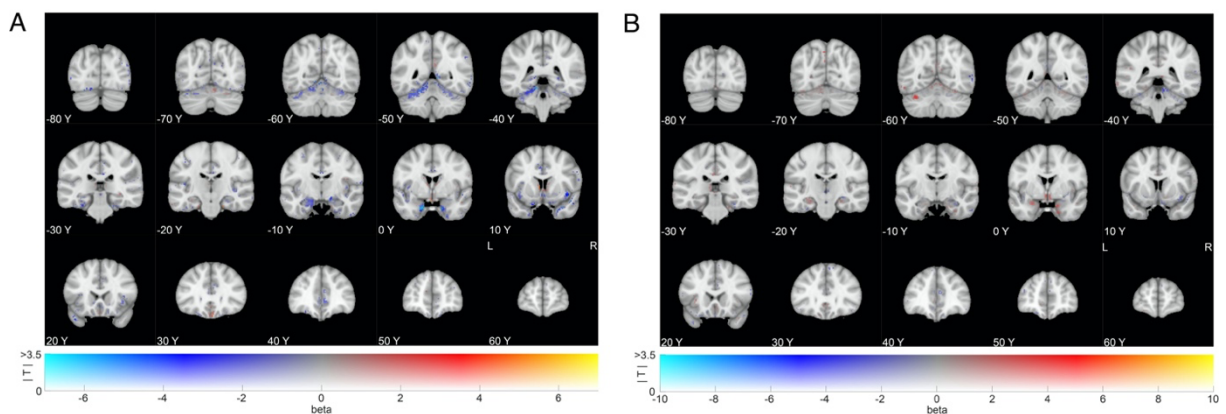 A
B
-80 Y -70 Y -60 Y -50 Y -40 Y
-30 Y -20 Y -10 Y 0 Y 10 Y
L R
20 Y 30 Y 40 Y 50 Y 60 Y
>3.5
| T |
0
-6 -4 -2 0 2 4 6
beta
-80 Y -70 Y -60 Y -50 Y -40 Y
-30 Y -20 Y -10 Y 0 Y 10 Y
L R
20 Y 30 Y 40 Y 50 Y 60 Y
>3.5
| T |
0
-10 -8 -6 -4 -2 0 2 4 6 8 10
beta